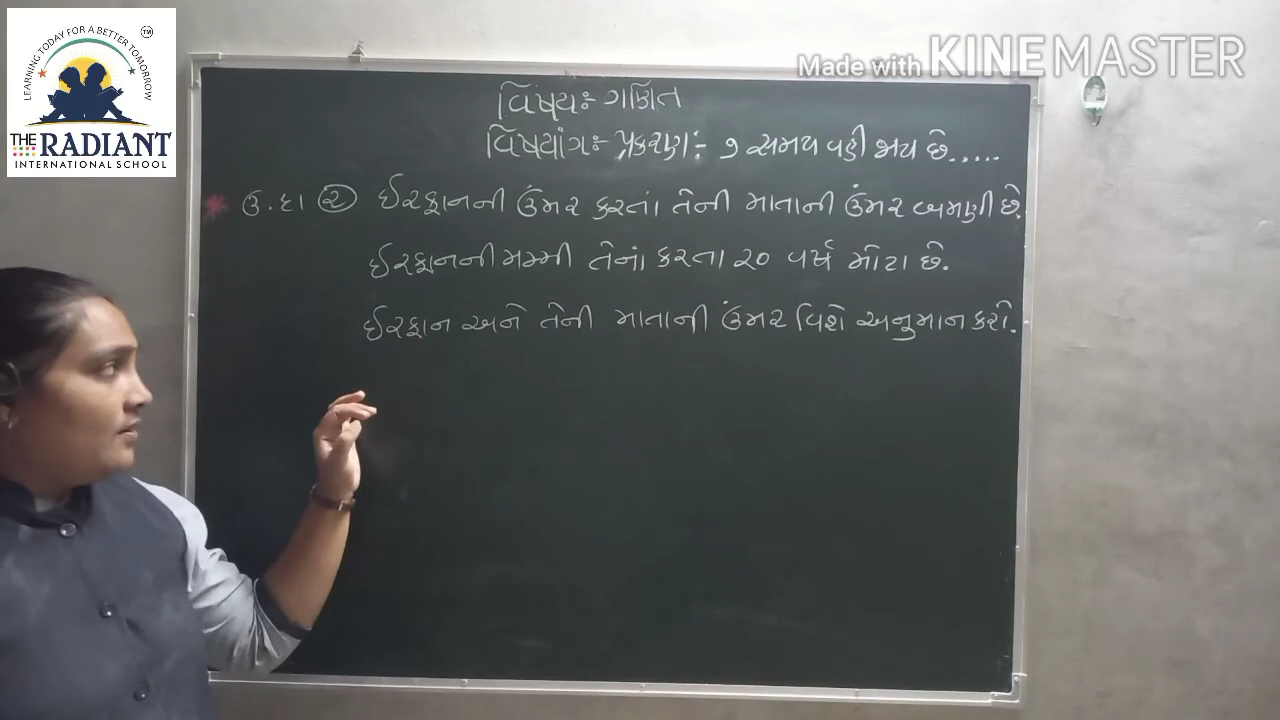 LEARNING TODAY FOR A BETTER TOMORROW
TM
THE RADIANT
INTERNATIONAL SCHOOL
Made with KINEMASTER
વિષય:- ગણિત
વિષયાંગ:- પ્રકરણ:- ૭ સમય વહી જાય છે.....
* ઉ.દા ૨ ઈરફાનની ઉંમર કરતાં તેની માતાની ઉંમર બમણી છે.
ઈરફાનની મમ્મી તેનાં કરતા ૨૦ વર્ષ મોટા છે.
ઈરફાન અને તેની માતાની ઉંમર વિશે અનુમાન કરો.